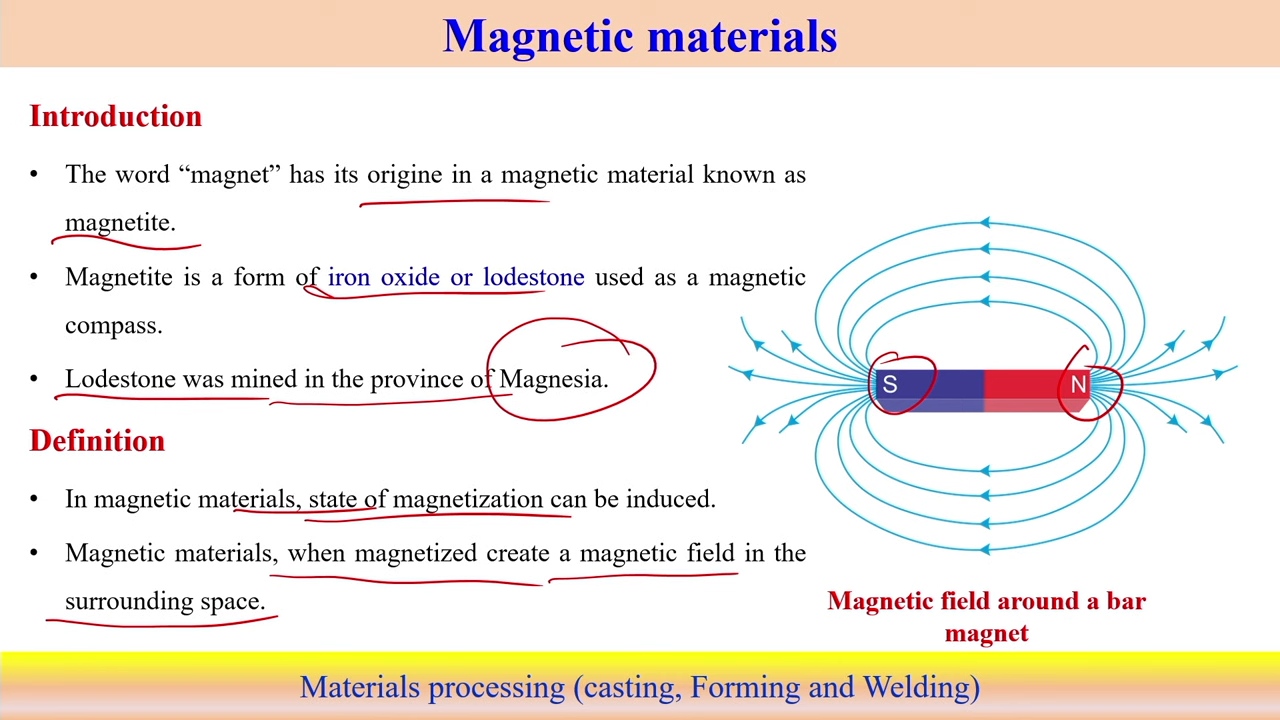 Magnetic materials
Introduction
• The word “magnet” has its origine in a magnetic material known as
magnetite.
• Magnetite is a form of iron oxide or lodestone used as a magnetic
compass.
• Lodestone was mined in the province of Magnesia.
Definition
• In magnetic materials, state of magnetization can be induced.
• Magnetic materials, when magnetized create a magnetic field in the
surrounding space.
S N
Magnetic field around a bar
magnet
Materials processing (casting, Forming and Welding)